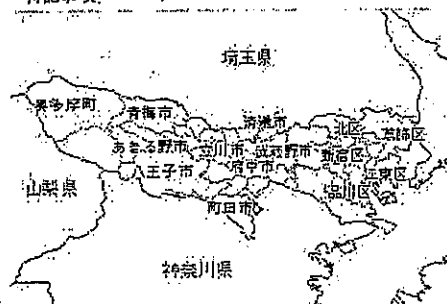 埼玉県
奥多摩町
青梅市
清瀬市
北区
葛飾区
あきる野市
立川市
武蔵野市
新宿区
江東区
八王子市
府中市
品川区
山梨県
町田市
神奈川県